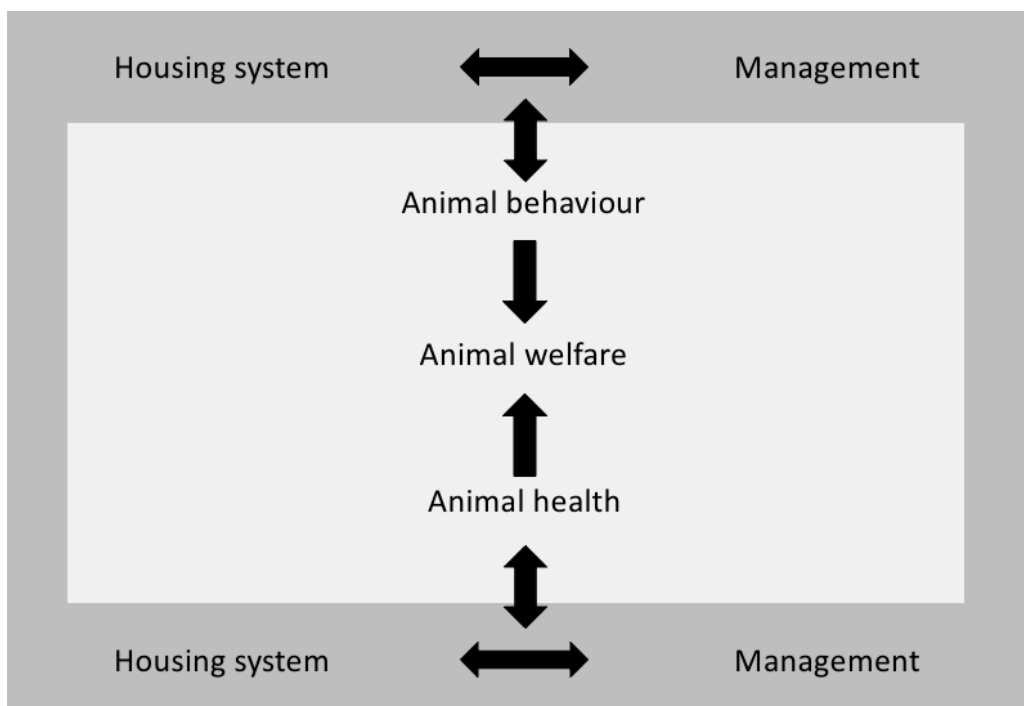 Housing system
Management
Animal behaviour
Animal welfare
Animal health
Housing system
Management